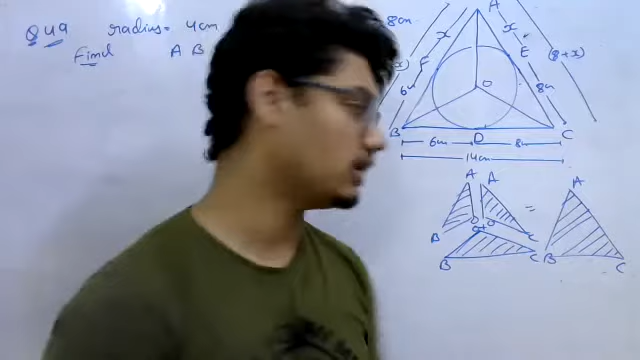 Q49 radius = 4cm
Find A B
8cm
A
x x
F E (8+x)
x)
6cm O 8cm
B C
6cm D 8cm
14cm
A A A
=
B O O C
O
B C B C